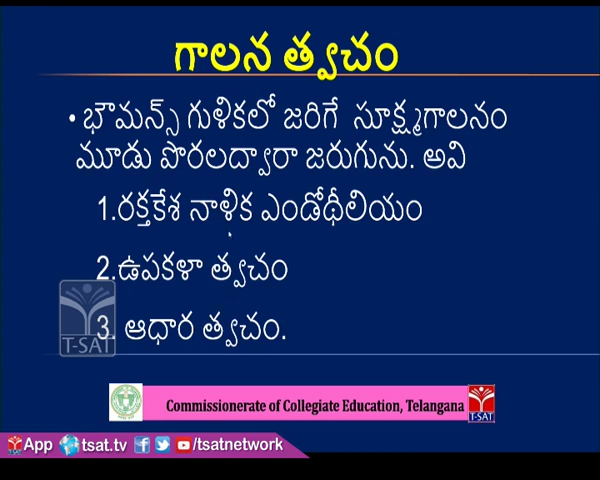 గాలన త్వచం
• భౌమన్స్ గుళికలో జరిగే సూక్ష్మగాలనం
మూడు పొరలద్వారా జరుగును. అవి
1.రక్తకేశ నాళిక ఎండోథీలియం
2.ఉపకళా త్వచం
3. ఆధార త్వచం.
T-SAT
Commissionerate of Collegiate Education, Telangana
T-SAT
App tsat.tv /tsatnetwork